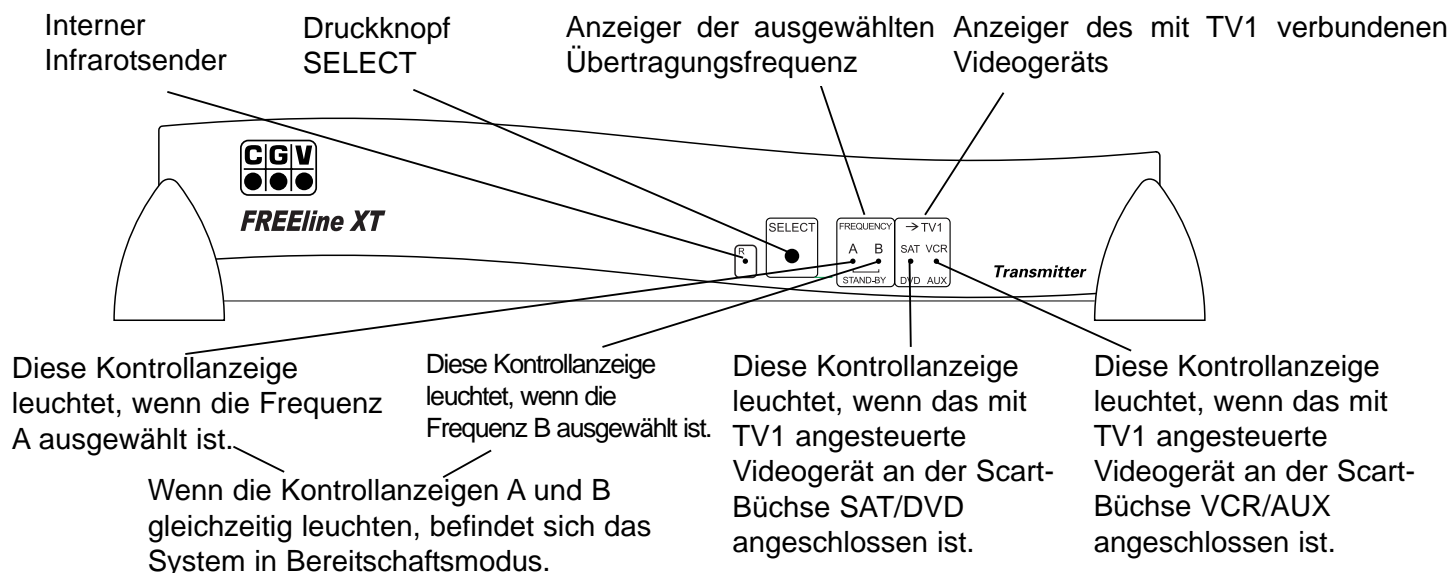 Interner
Infrarotsender
Druckknopf
SELECT
Anzeiger der ausgewählten
Übertragungsfrequenz
Anzeiger des mit TV1 verbundenen
Videogeräts
CGV
FREEline XT
R
SELECT
FREQUENCY
A B
STAND-BY
→TV1
SAT VCR
DVD AUX
Transmitter
Diese Kontrollanzeige
leuchtet, wenn die Frequenz
A ausgewählt ist.
Diese Kontrollanzeige
leuchtet, wenn die
Frequenz B ausgewählt ist.
Wenn die Kontrollanzeigen A und B
gleichzeitig leuchten, befindet sich das
System in Bereitschaftsmodus.
Diese Kontrollanzeige
leuchtet, wenn das mit
TV1 angesteuerte
Videogerät an der Scart-
Büchse SAT/DVD
angeschlossen ist.
Diese Kontrollanzeige
leuchtet, wenn das mit
TV1 angesteuerte
Videogerät an der Scart-
Büchse VCR/AUX
angeschlossen ist.